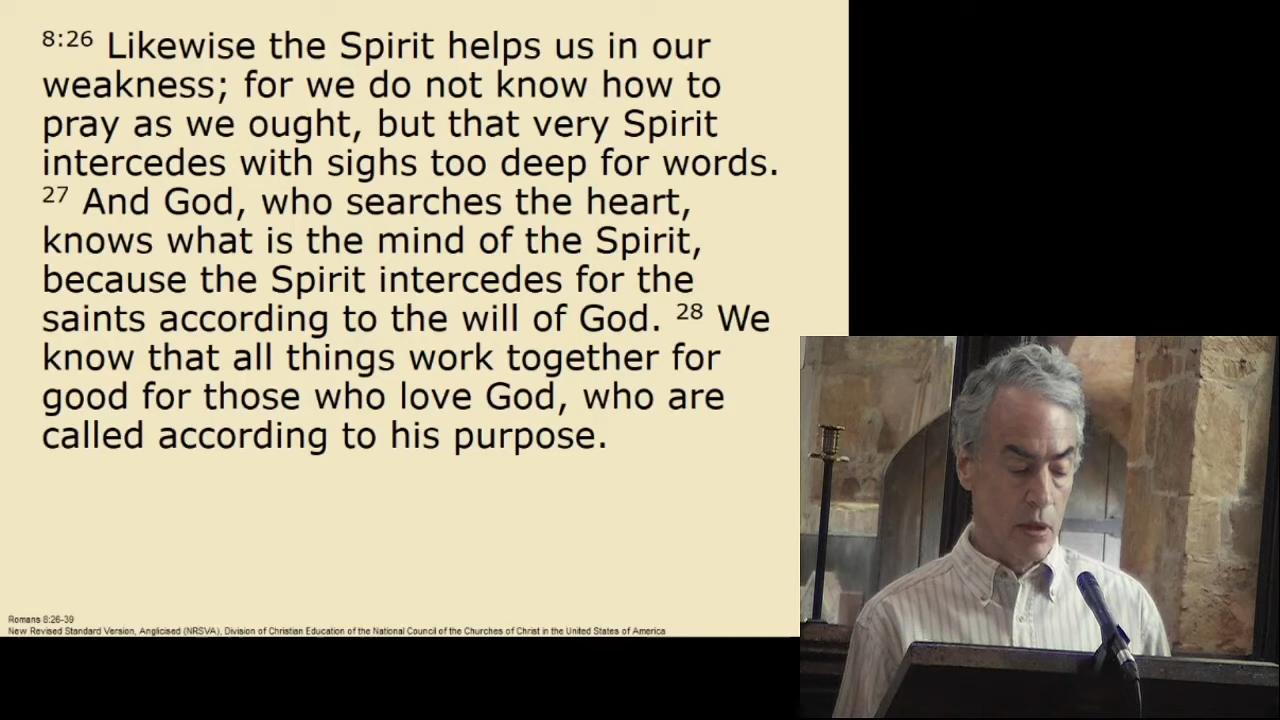 8:26 Likewise the Spirit helps us in our
weakness; for we do not know how to
pray as we ought, but that very Spirit
intercedes with sighs too deep for words.
27 And God, who searches the heart,
knows what is the mind of the Spirit,
because the Spirit intercedes for the
saints according to the will of God. 28 We
know that all things work together for
good for those who love God, who are
called according to his purpose.
Romans 8:26-39
New Revised Standard Version, Anglicised (NRSVA), Division of Christian Education of the National Council of the Churches of Christ in the United States of America